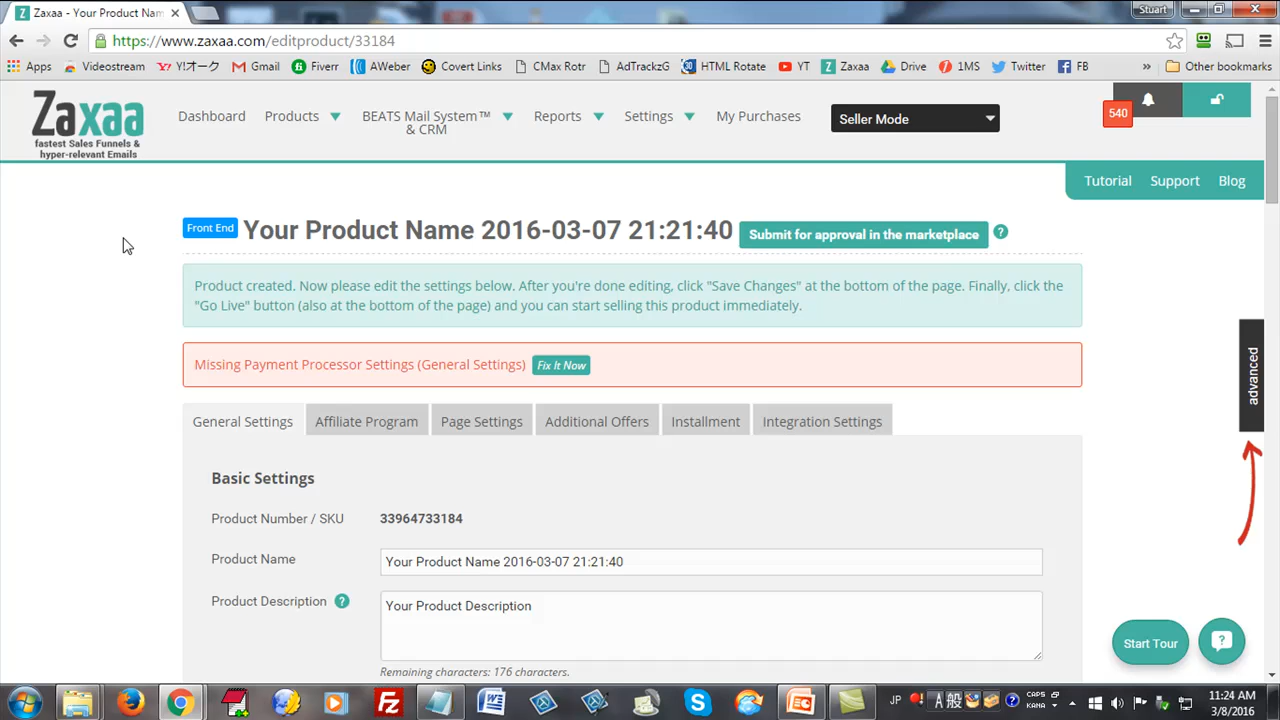 Zaxaa - Your Product Nam
Stuart
https://www.zaxaa.com/editproduct/33184
Apps Videostream Y!オーク Gmail Fiverr AWeber Covert Links CMax Rotr AdTrackzG HTML Rotate YT Zaxaa Drive 1MS Twitter FB » Other bookmarks
Zaxaa
fastest Sales Funnels &
hyper-relevant Emails
Dashboard Products BEATS Mail System™ & CRM Reports Settings My Purchases Seller Mode 540
Tutorial Support Blog
Front End Your Product Name 2016-03-07 21:21:40 Submit for approval in the marketplace ?
Product created. Now please edit the settings below. After you're done editing, click "Save Changes" at the bottom of the page. Finally, click the
"Go Live" button (also at the bottom of the page) and you can start selling this product immediately.
Missing Payment Processor Settings (General Settings) Fix It Now
advanced
General Settings Affiliate Program Page Settings Additional Offers Installment Integration Settings
Basic Settings
Product Number / SKU 33964733184
Product Name Your Product Name 2016-03-07 21:21:40
Product Description ? Your Product Description
Remaining characters: 176 characters.
Start Tour ?
JP A 般 ? CAPS KANA 11:24 AM
3/8/2016